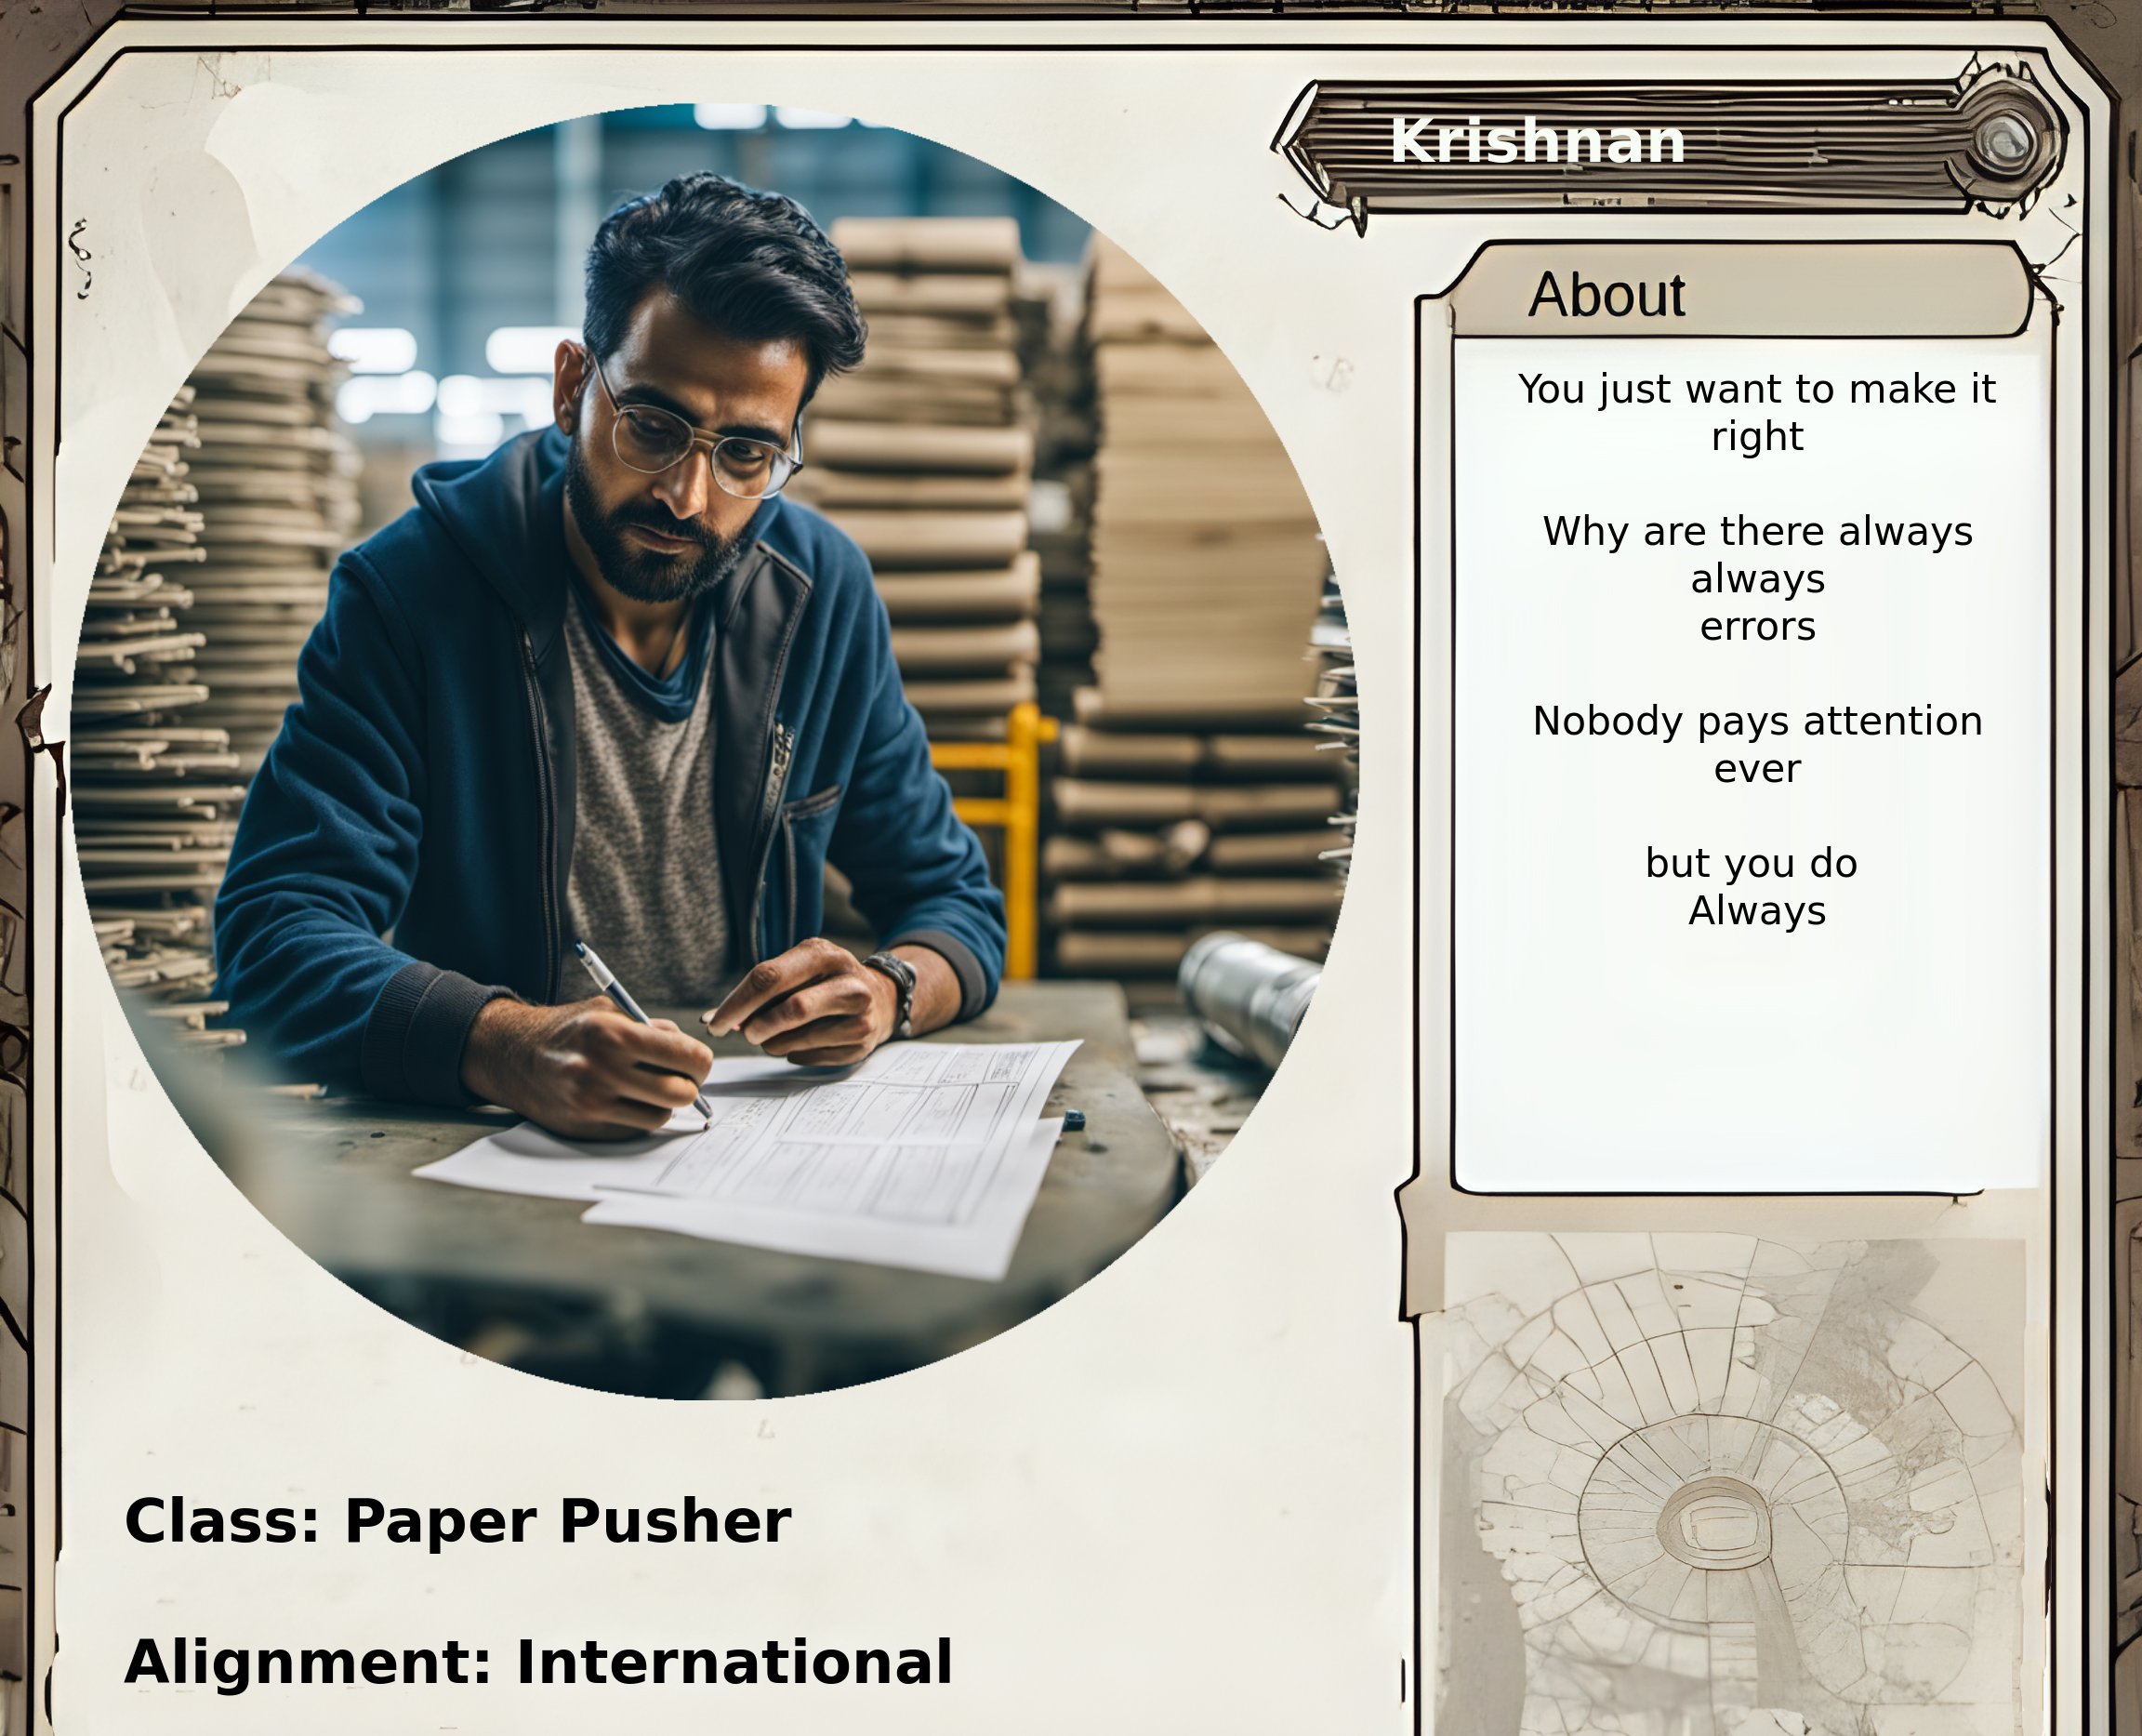 Krishnan
About
You just want to make it
right
Why are there always
always
errors
Nobody pays attention
ever
but you do
Always
Class: Paper Pusher
Alignment: International